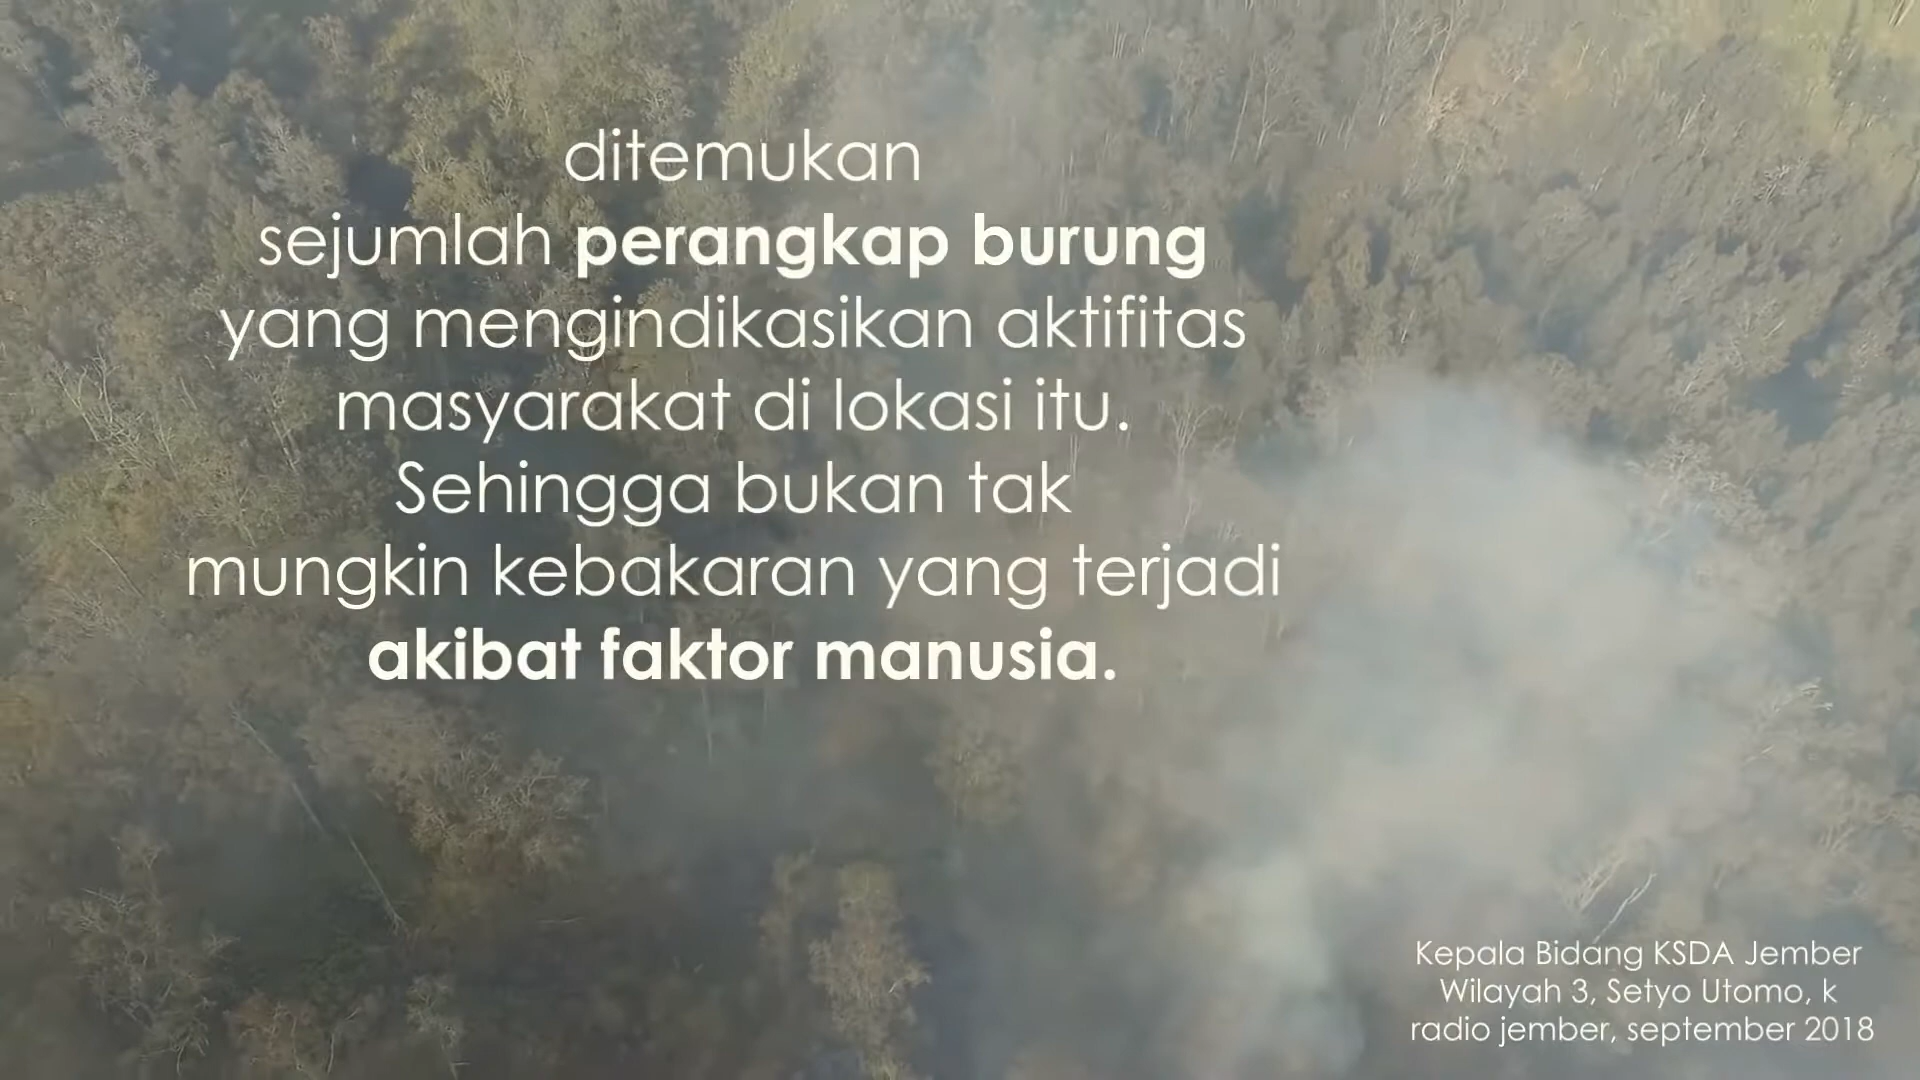 ditemukan
sejumlah perangkap burung
yang mengindikasikan aktifitas
masyarakat di lokasi itu.
Sehingga bukan tak
mungkin kebakaran yang terjadi
akibat faktor manusia.
Kepala Bidang KSDA Jember
Wilayah 3, Setyo Utomo, k
radio jember, september 2018